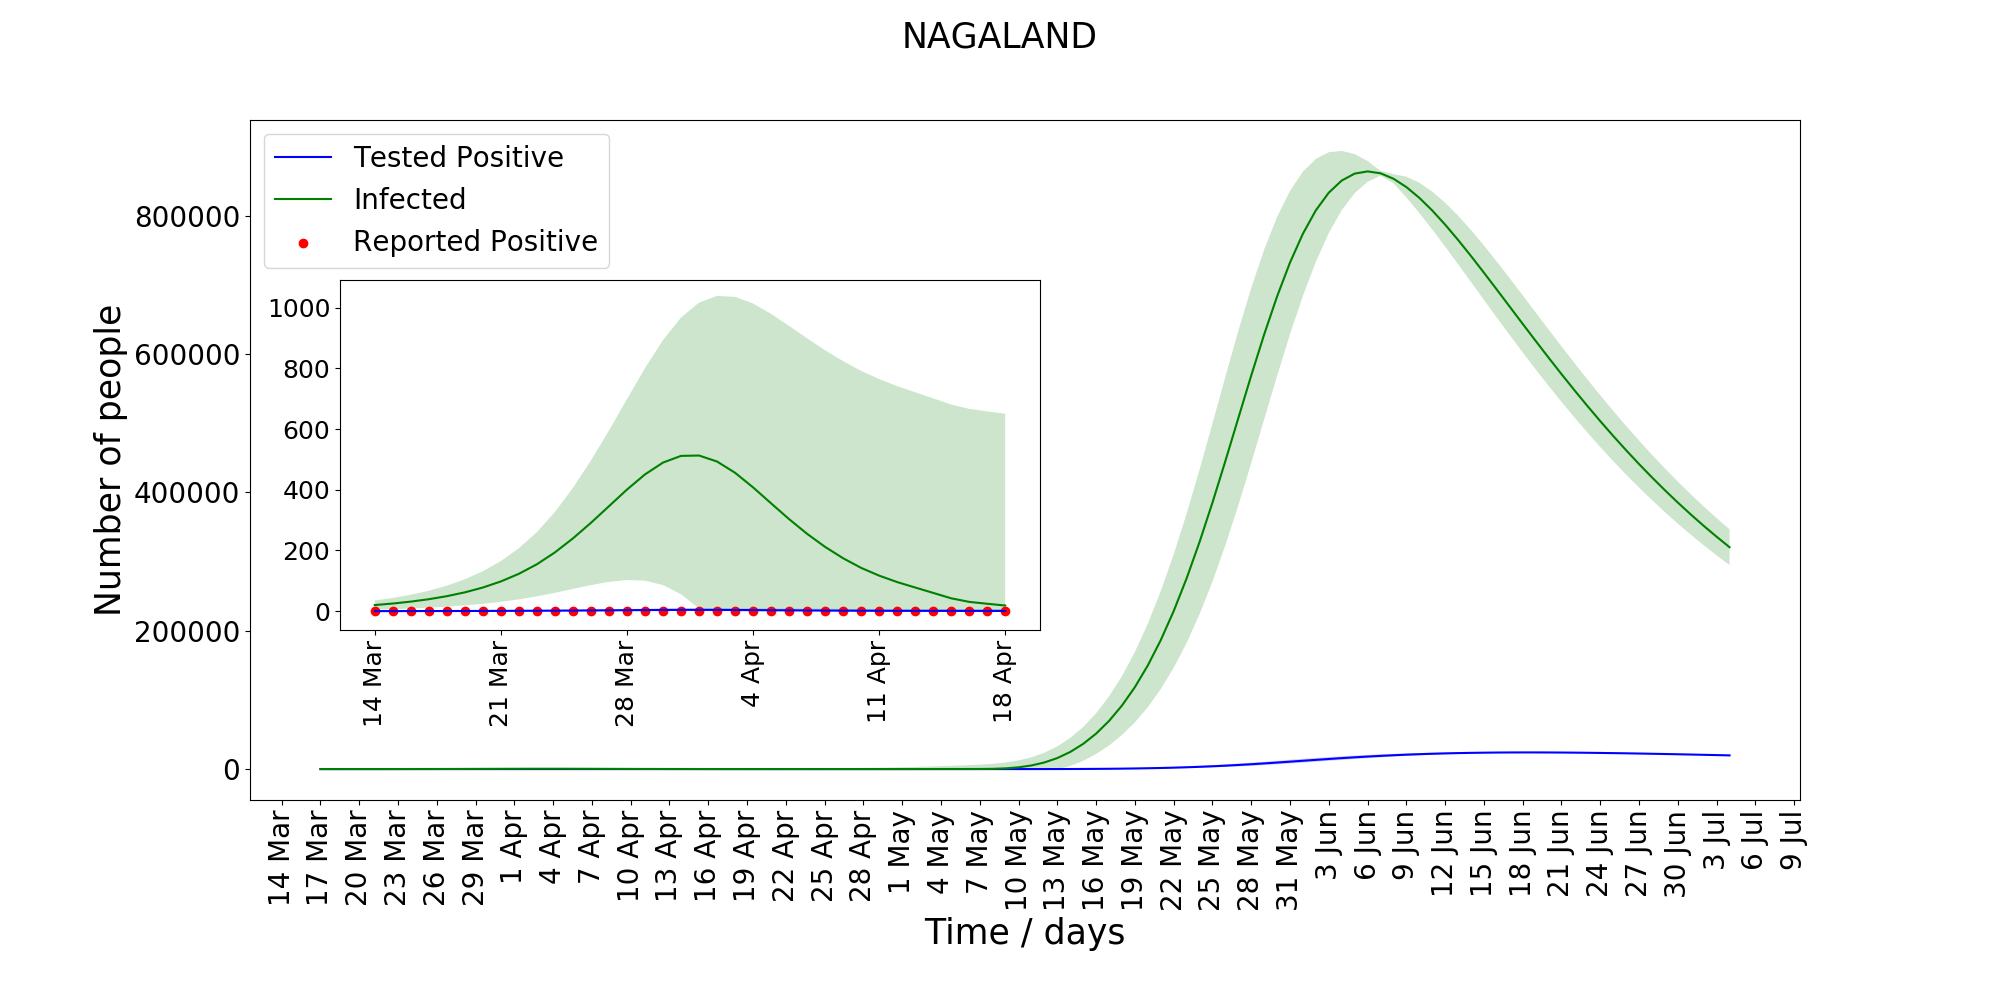 NAGALAND
Tested Positive
Infected
Reported Positive
Number of people
800000
600000
400000
200000
0
1000
800
600
400
200
0
14 Mar
21 Mar
28 Mar
4 Apr
11 Apr
18 Apr
14 Mar
17 Mar
20 Mar
23 Mar
26 Mar
29 Mar
1 Apr
4 Apr
7 Apr
10 Apr
13 Apr
16 Apr
19 Apr
22 Apr
25 Apr
28 Apr
1 May
4 May
7 May
10 May
13 May
16 May
19 May
22 May
25 May
28 May
31 May
3 Jun
6 Jun
9 Jun
12 Jun
15 Jun
18 Jun
21 Jun
24 Jun
27 Jun
30 Jun
3 Jul
6 Jul
9 Jul
Time / days